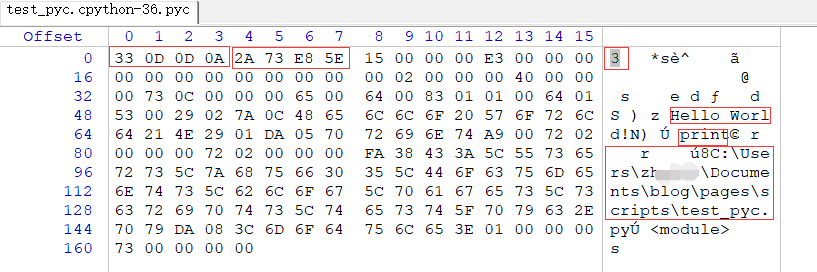 test_pyc.cpython-36.pyc
Offset 0 1 2 3 4 5 6 7 8 9 10 11 12 13 14 15
0 33 0D 0D 0A 2A 73 E8 5E 15 00 00 00 E3 00 00 00 3 *sè^ ã
16 00 00 00 00 00 00 00 00 00 02 00 00 00 40 00 00 @
32 00 73 0C 00 00 00 65 00 64 00 83 01 01 00 64 01 s e d ƒ d
48 53 00 29 02 7A 0C 48 65 6C 6C 6F 20 57 6F 72 6C S ) z Hello Worl
64 64 21 4E 29 01 DA 05 70 72 69 6E 74 A9 00 72 02 d!N) Ú print© r
80 00 00 00 72 02 00 00 00 FA 38 43 3A 5C 55 73 65 r ú8C:\Use
96 72 73 5C 7A 68 75 66 30 35 5C 44 6F 63 75 6D 65 rs\zh \Docume
112 6E 74 73 5C 62 6C 6F 67 5C 70 61 67 65 73 5C 73 nts\blog\pages\s
128 63 72 69 70 74 73 5C 74 65 73 74 5F 70 79 63 2E cripts\test_pyc.
144 70 79 DA 08 3C 6D 6F 64 75 6C 65 3E 01 00 00 00 pyÚ <module>
160 73 00 00 00 00 s